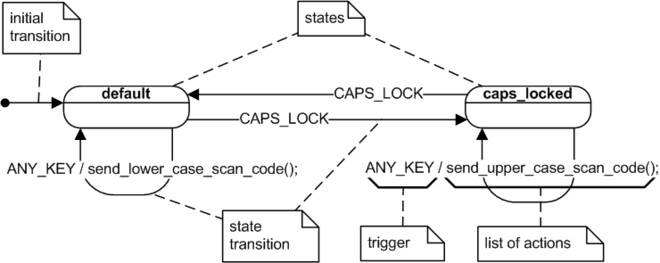 initial
transition
states
default
CAPS_LOCK
caps_locked
CAPS_LOCK
ANY_KEY / send_lower_case_scan_code();
ANY_KEY / send_upper_case_scan_code();
state
transition
trigger
list of actions